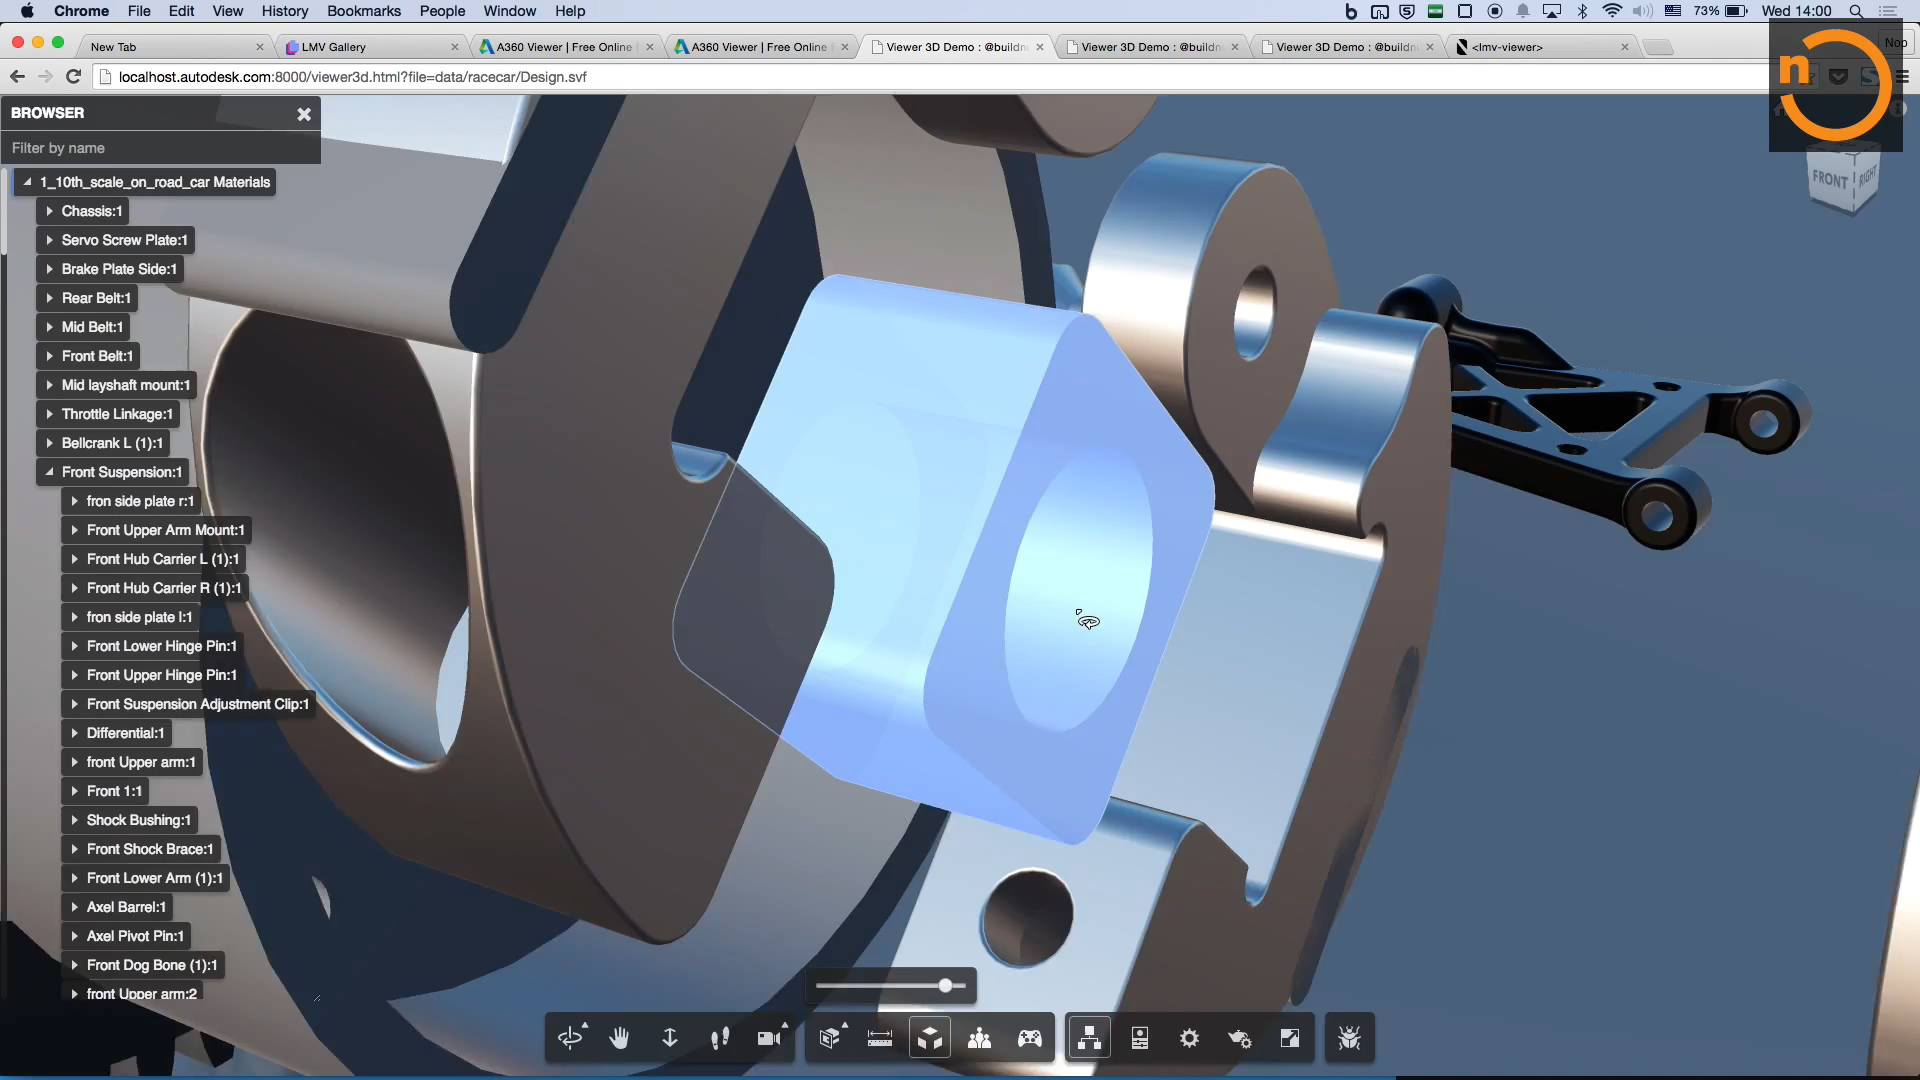 Chrome File Edit View History Bookmarks People Window Help
73% Wed 14:00
New Tab
LMV Gallery
A360 Viewer | Free Online
A360 Viewer | Free Online
Viewer 3D Demo : @buildn
Viewer 3D Demo : @buildn
Viewer 3D Demo : @buildn
<lmv-viewer>
Nop
localhost.autodesk.com:8000/viewer3d.html?file=data/racecar/Design.svf
n
BROWSER
Filter by name
1_10th_scale_on_road_car Materials
Chassis:1
Servo Screw Plate:1
Brake Plate Side:1
Rear Belt:1
Mid Belt:1
Front Belt:1
Mid layshaft mount:1
Throttle Linkage:1
Bellcrank L (1):1
Front Suspension:1
fron side plate r:1
Front Upper Arm Mount:1
Front Hub Carrier L (1):1
Front Hub Carrier R (1):1
fron side plate l:1
Front Lower Hinge Pin:1
Front Upper Hinge Pin:1
Front Suspension Adjustment Clip:1
Differential:1
front Upper arm:1
Front 1:1
Shock Bushing:1
Front Shock Brace:1
Front Lower Arm (1):1
Axel Barrel:1
Axel Pivot Pin:1
Front Dog Bone (1):1
front Upper arm:2
FRONT RIGHT